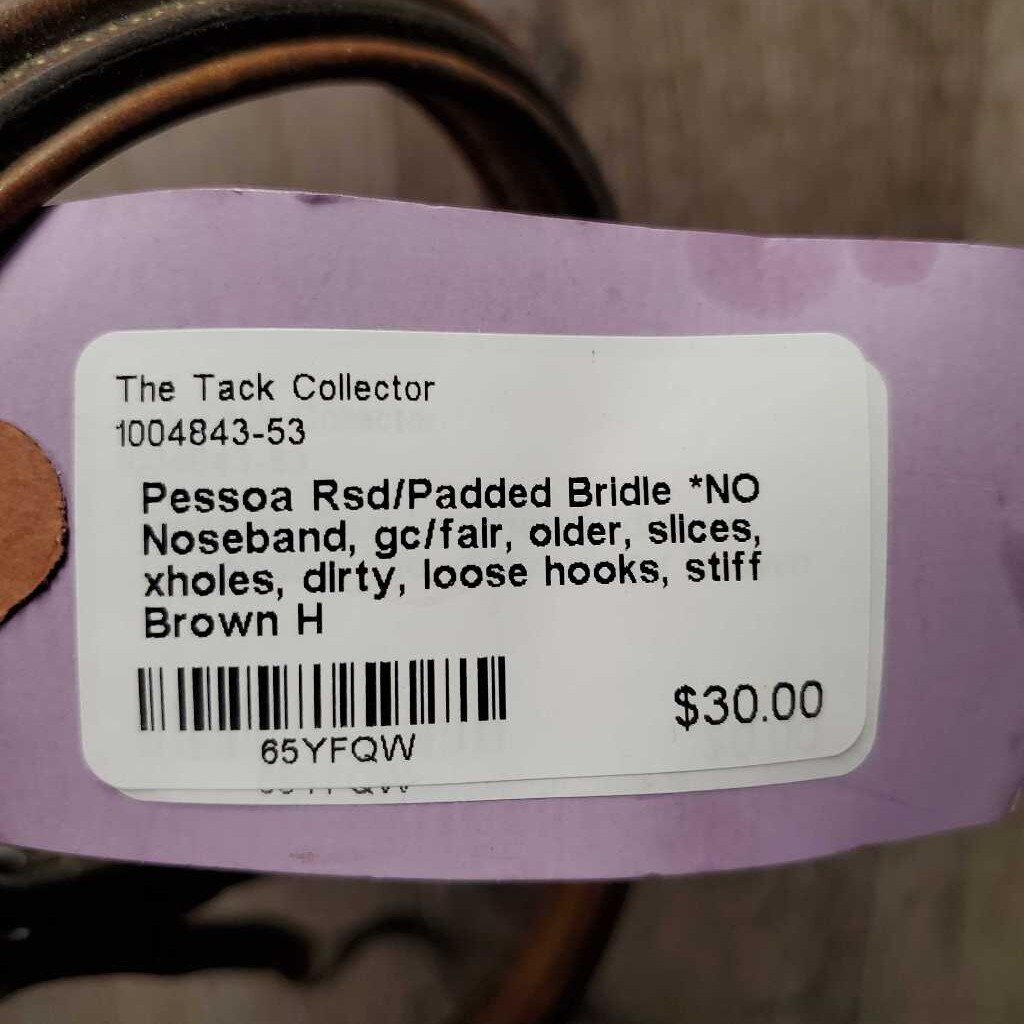 The Tack Collector
1004843-53
Pessoa Rsd/Padded Bridle *NO
Noseband, gc/fair, older, slices,
xholes, dirty, loose hooks, stiff
Brown H
$30.00
65YFQW